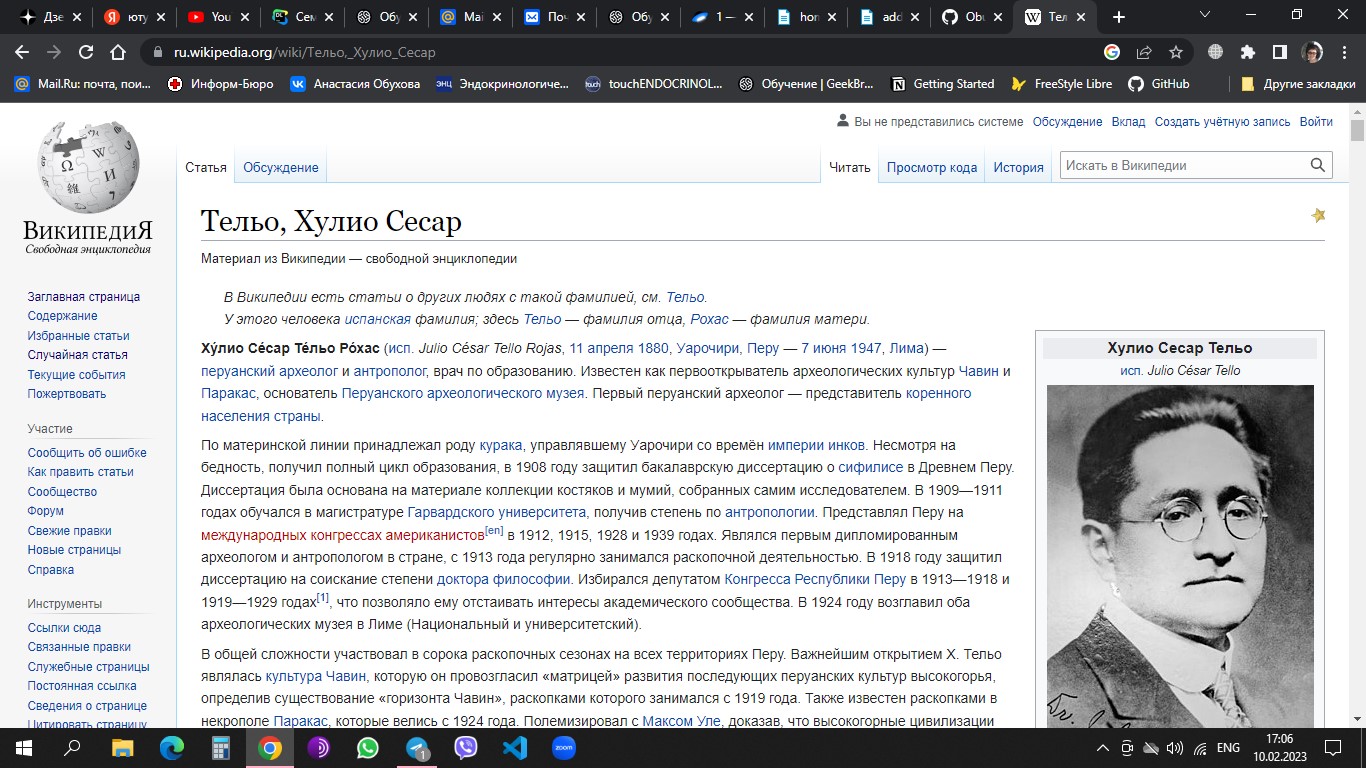 Дзе
юту
You
Сем
Обу
Mai
Поч
Обу
1 —
hor
add
Obu
Тел
ru.wikipedia.org/wiki/Тельо,_Хулио_Сесар
Mail.Ru: почта, пои...
Информ-Бюро
Анастасия Обухова
ЭНЦ Эндокринологиче...
touch touchENDOCRINOL...
Обучение | GeekBr...
Getting Started
FreeStyle Libre
GitHub
Другие закладки
Вы не представились системе Обсуждение Вклад Создать учётную запись Войти
Статья Обсуждение Читать Просмотр кода История Искать в Википедии
ВикипедиЯ
Свободная энциклопедия
Заглавная страница
Содержание
Избранные статьи
Случайная статья
Текущие события
Пожертвовать
Участие
Сообщить об ошибке
Как править статьи
Сообщество
Форум
Свежие правки
Новые страницы
Справка
Инструменты
Ссылки сюда
Связанные правки
Служебные страницы
Постоянная ссылка
Сведения о странице
Цитировать страницу
Тельо, Хулио Сесар
Материал из Википедии — свободной энциклопедии
В Википедии есть статьи о других людях с такой фамилией, см. Тельо.
У этого человека испанская фамилия; здесь Тельо — фамилия отца, Рохас — фамилия матери.
Ху́лио Се́сар Те́льо Ро́хас (исп. Julio César Tello Rojas, 11 апреля 1880, Уарочири, Перу — 7 июня 1947, Лима) —
перуанский археолог и антрополог, врач по образованию. Известен как первооткрыватель археологических культур Чавин и
Паракас, основатель Перуанского археологического музея. Первый перуанский археолог — представитель коренного
населения страны.
По материнской линии принадлежал роду курака, управлявшему Уарочири со времён империи инков. Несмотря на
бедность, получил полный цикл образования, в 1908 году защитил бакалаврскую диссертацию о сифилисе в Древнем Перу.
Диссертация была основана на материале коллекции костяков и мумий, собранных самим исследователем. В 1909—1911
годах обучался в магистратуре Гарвардского университета, получив степень по антропологии. Представлял Перу на
международных конгрессах американистов[en] в 1912, 1915, 1928 и 1939 годах. Являлся первым дипломированным
археологом и антропологом в стране, с 1913 года регулярно занимался раскопочной деятельностью. В 1918 году защитил
диссертацию на соискание степени доктора философии. Избирался депутатом Конгресса Республики Перу в 1913—1918 и
1919—1929 годах[1], что позволяло ему отстаивать интересы академического сообщества. В 1924 году возглавил оба
археологических музея в Лиме (Национальный и университетский).
В общей сложности участвовал в сорока раскопочных сезонах на всех территориях Перу. Важнейшим открытием Х. Тельо
являлась культура Чавин, которую он провозгласил «матрицей» развития последующих перуанских культур высокогорья,
определив существование «горизонта Чавин», раскопками которого занимался с 1919 года. Также известен раскопками в
некрополе Паракас, которые велись с 1924 года. Полемизировал с Максом Уле, доказав, что высокогорные цивилизации
Хулио Сесар Тельо
исп. Julio César Tello
1
zoom
ENG
17:06
10.02.2023